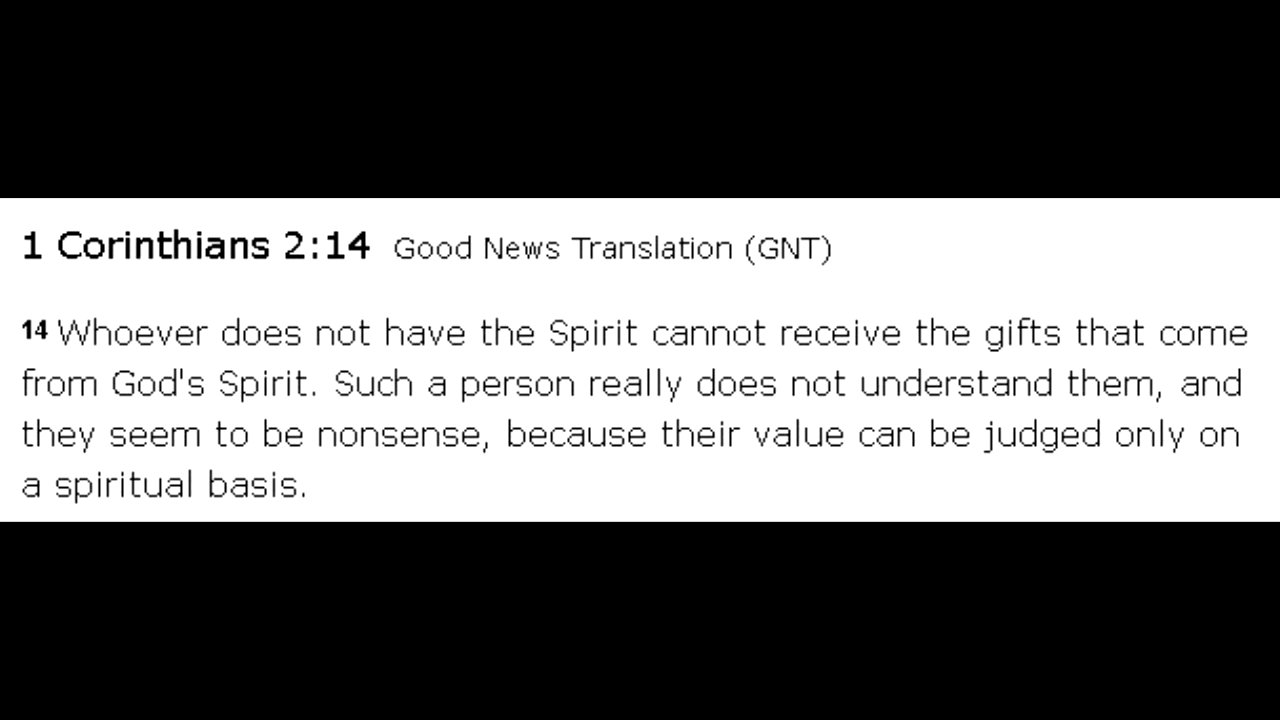 1 Corinthians 2:14 Good News Translation (GNT)
14 Whoever does not have the Spirit cannot receive the gifts that come
from God's Spirit. Such a person really does not understand them, and
they seem to be nonsense, because their value can be judged only on
a spiritual basis.